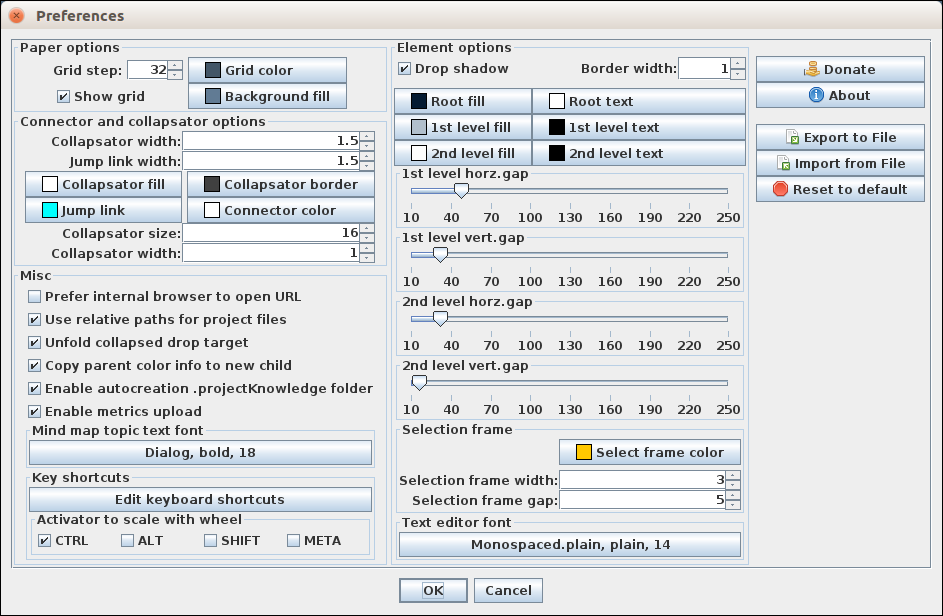 Preferences
Paper options
Grid step: 32
Grid color
Show grid
Background fill
Connector and collapsator options
Collapsator width: 1.5
Jump link width: 1.5
Collapsator fill
Collapsator border
Jump link
Connector color
Collapsator size: 16
Collapsator width: 1
Misc
Prefer internal browser to open URL
Use relative paths for project files
Unfold collapsed drop target
Copy parent color info to new child
Enable autocreation .projectKnowledge folder
Enable metrics upload
Mind map topic text font
Dialog, bold, 18
Key shortcuts
Edit keyboard shortcuts
Activator to scale with wheel
CTRL ALT SHIFT META
Element options
Drop shadow
Border width: 1
Root fill
Root text
1st level fill
1st level text
2nd level fill
2nd level text
1st level horz.gap
10 40 70 100 130 160 190 220 250
1st level vert.gap
10 40 70 100 130 160 190 220 250
2nd level horz.gap
10 40 70 100 130 160 190 220 250
2nd level vert.gap
10 40 70 100 130 160 190 220 250
Selection frame
Select frame color
Selection frame width: 3
Selection frame gap: 5
Text editor font
Monospaced.plain, plain, 14
Donate
About
Export to File
Import from File
Reset to default
OK
Cancel